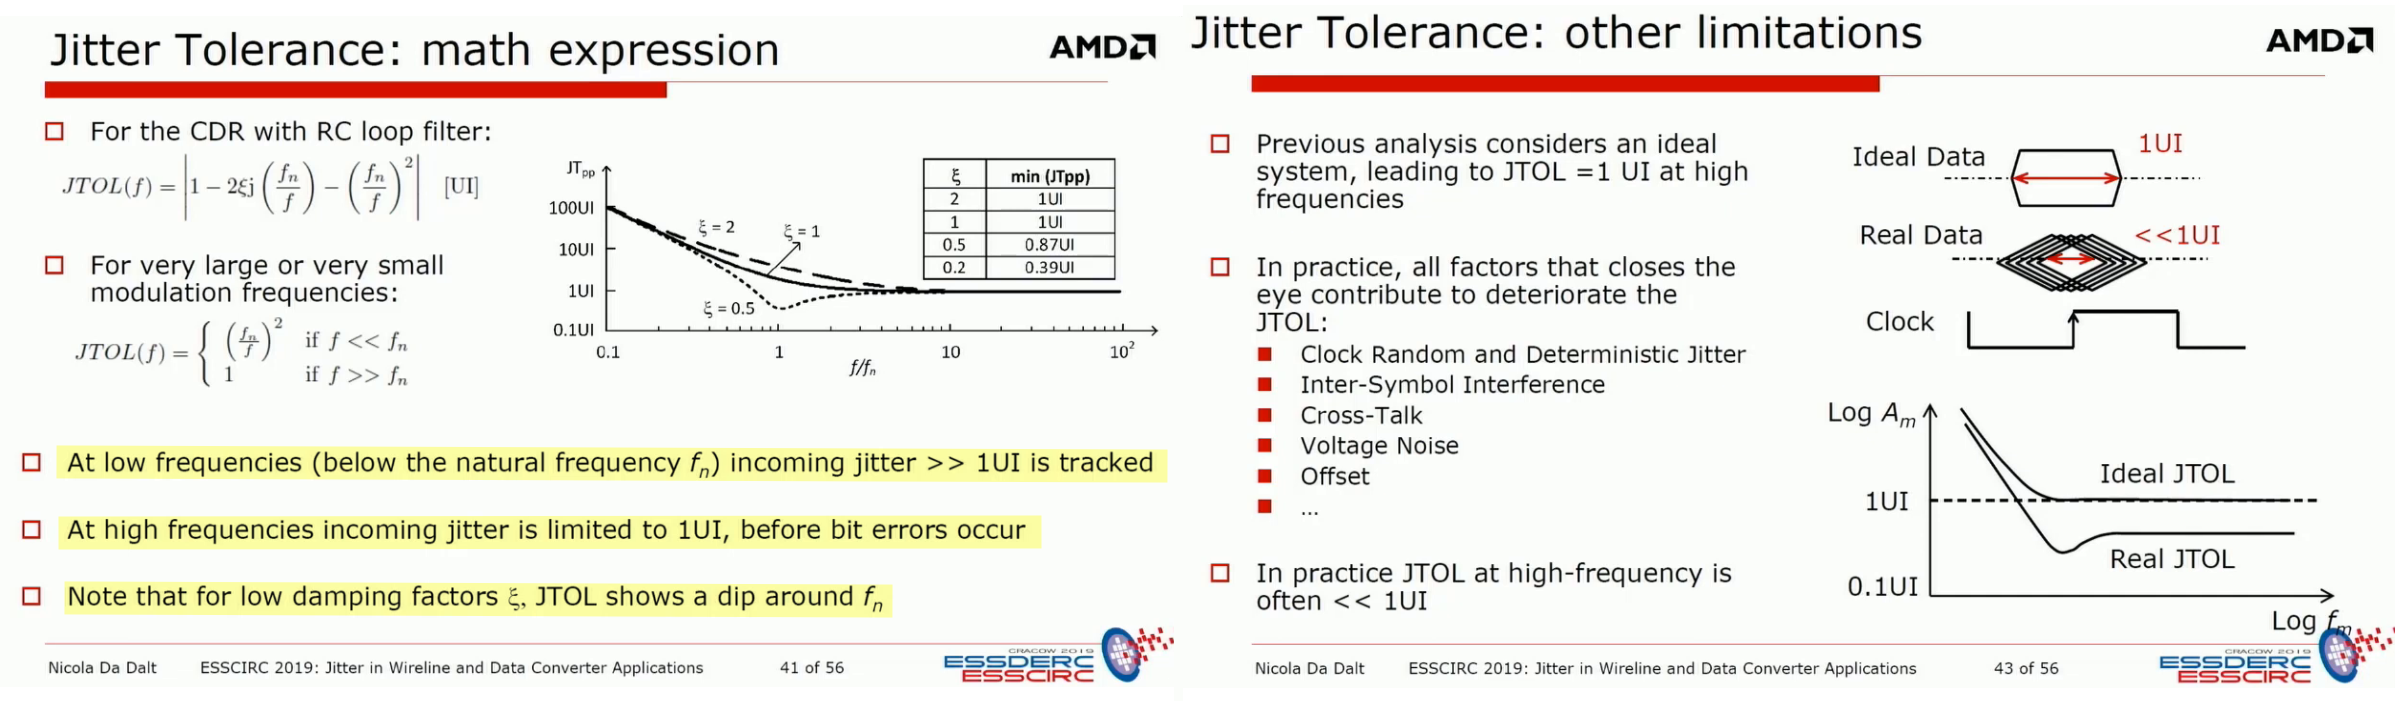 Jitter Tolerance: math expression
AMD
For the CDR with RC loop filter:
JTOL(f) = |1 − 2ξj (fn/f) − (fn/f)²| [UI]
For very large or very small
modulation frequencies:
JTOL(f) = { (fn/f)² if f << fn
1 if f >> fn
JTpp
100UI
10UI
1UI
0.1UI
0.1
1
10
10²
f/fn
ξ = 2
ξ = 1
ξ = 0.5
ξ min (JTpp)
2 1UI
1 1UI
0.5 0.87UI
0.2 0.39UI
At low frequencies (below the natural frequency fn) incoming jitter >> 1UI is tracked
At high frequencies incoming jitter is limited to 1UI, before bit errors occur
Note that for low damping factors ξ, JTOL shows a dip around fn
Nicola Da Dalt ESSCIRC 2019: Jitter in Wireline and Data Converter Applications 41 of 56
CRACOW 2019
ESSDERC
ESSCIRC
Jitter Tolerance: other limitations
AMD
Previous analysis considers an ideal
system, leading to JTOL =1 UI at high
frequencies
In practice, all factors that closes the
eye contribute to deteriorate the
JTOL:
Clock Random and Deterministic Jitter
Inter-Symbol Interference
Cross-Talk
Voltage Noise
Offset
...
In practice JTOL at high-frequency is
often << 1UI
Ideal Data
1UI
Real Data
<<1UI
Clock
Log Am
Ideal JTOL
1UI
Real JTOL
0.1UI
Log fm
Nicola Da Dalt ESSCIRC 2019: Jitter in Wireline and Data Converter Applications 43 of 56
CRACOW 2019
ESSDERC
ESSCIRC